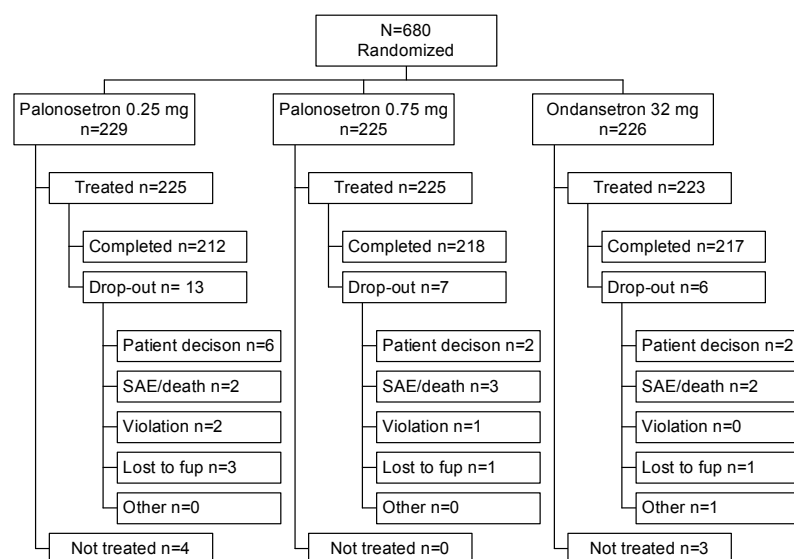 N=680
Randomized
Palonosetron 0.25 mg
n=229
Treated n=225
Completed n=212
Drop-out n= 13
Patient decison n=6
SAE/death n=2
Violation n=2
Lost to fup n=3
Other n=0
Not treated n=4
Palonosetron 0.75 mg
n=225
Treated n=225
Completed n=218
Drop-out n=7
Patient decison n=2
SAE/death n=3
Violation n=1
Lost to fup n=1
Other n=0
Not treated n=0
Ondansetron 32 mg
n=226
Treated n=223
Completed n=217
Drop-out n=6
Patient decison n=2
SAE/death n=2
Violation n=0
Lost to fup n=1
Other n=1
Not treated n=3